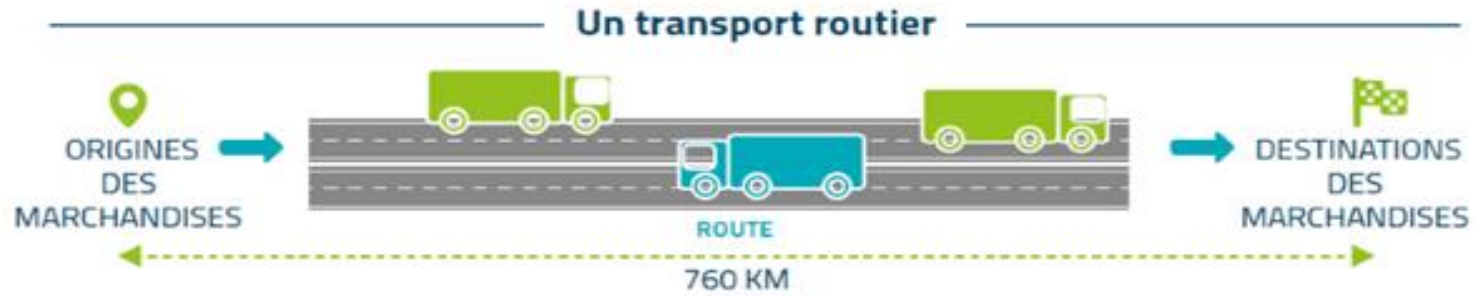 Un transport routier
ORIGINES
DES
MARCHANDISES
DESTINATIONS
DES
MARCHANDISES
ROUTE
760 KM